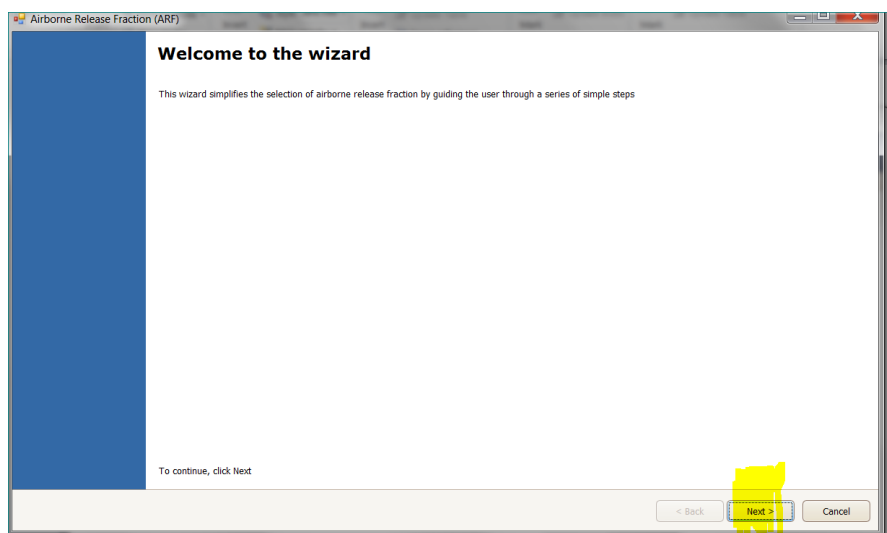 Airborne Release Fraction (ARF)
Welcome to the wizard
This wizard simplifies the selection of airborne release fraction by guiding the user through a series of simple steps
To continue, click Next
< Back Next > Cancel